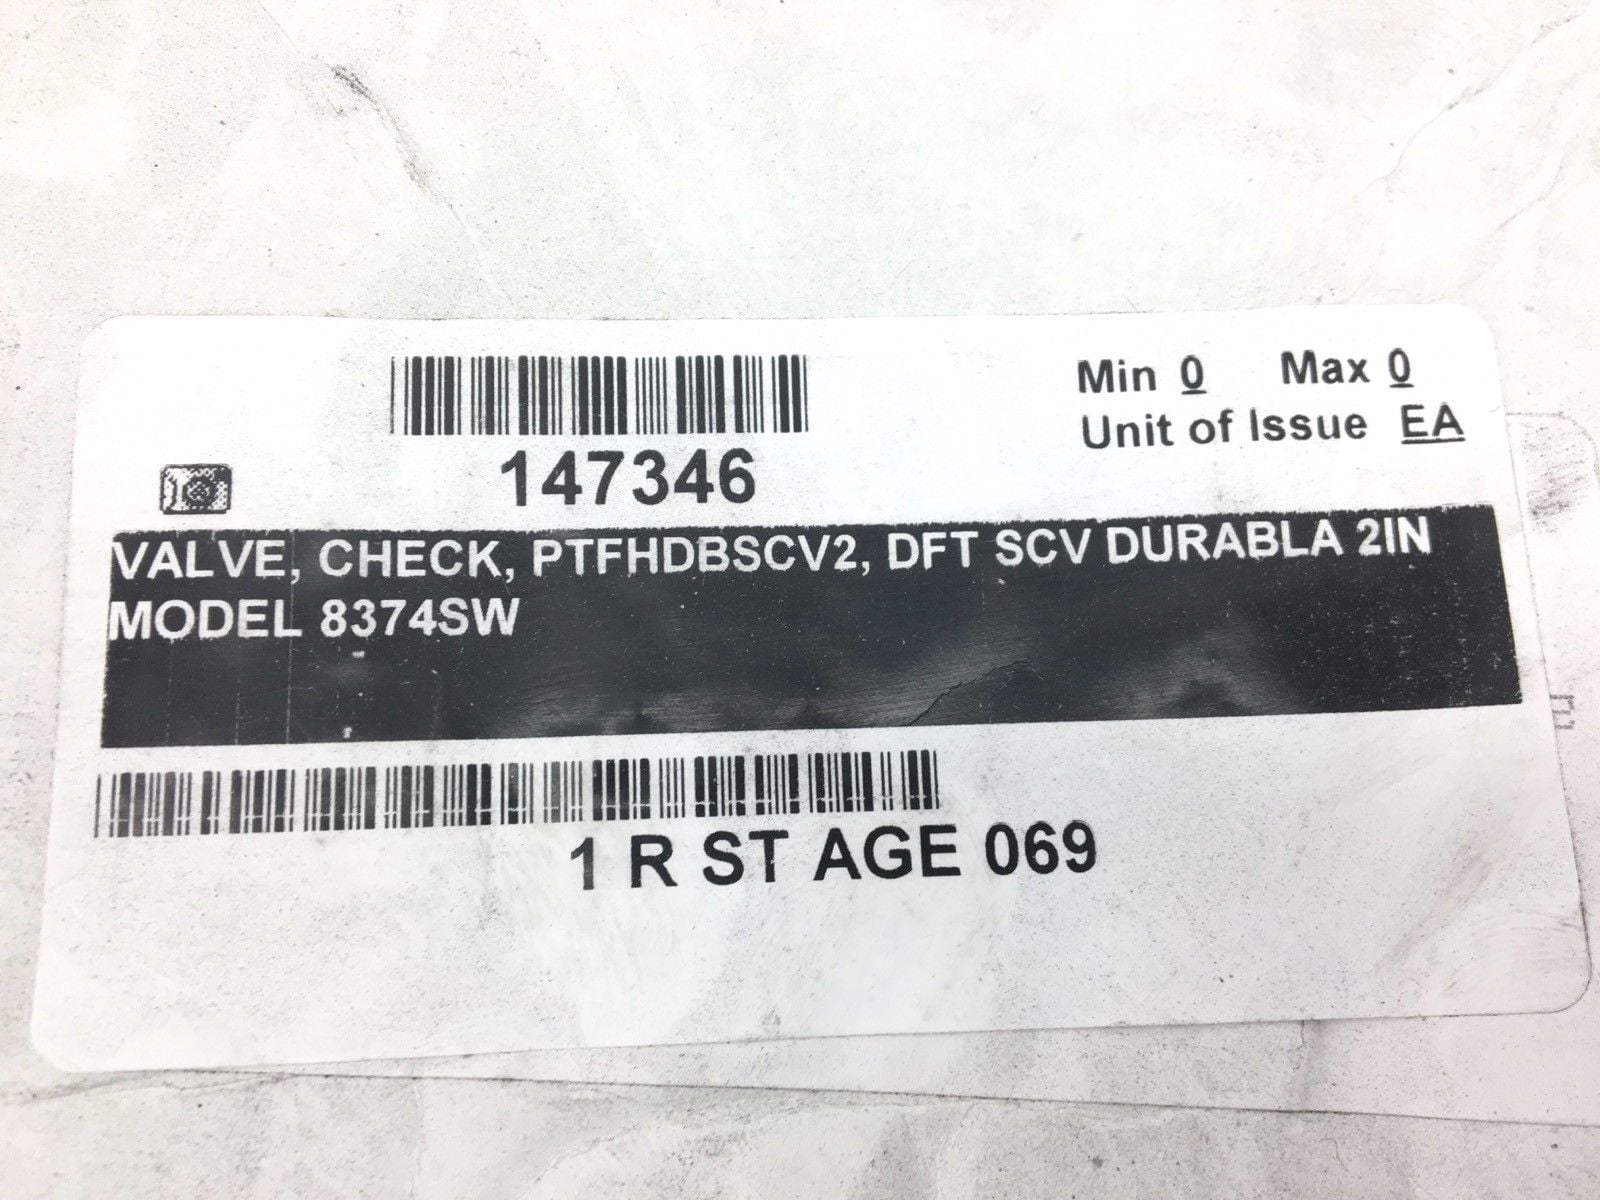 Min 0 Max 0
Unit of Issue EA
147346
VALVE, CHECK, PTFHDBSCV2, DFT SCV DURABLA 2IN
MODEL 8374SW
1 R ST AGE 069